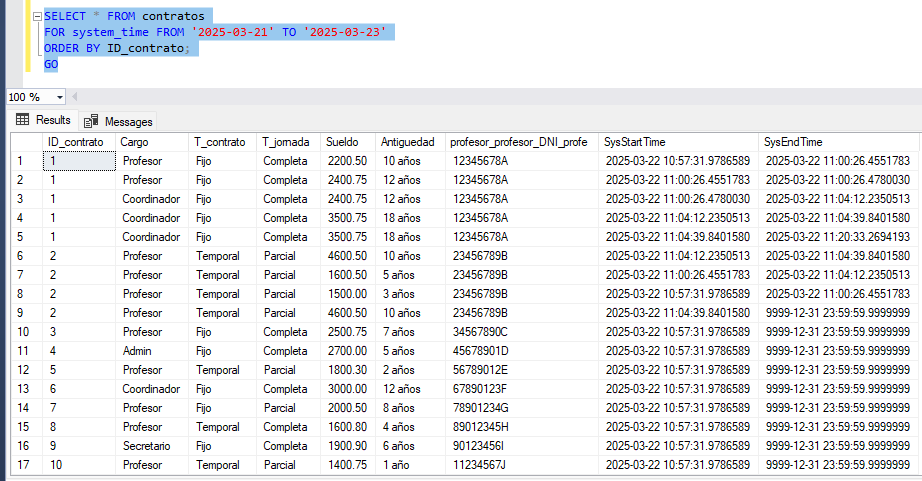 SELECT * FROM contratos
FOR system_time FROM '2025-03-21' TO '2025-03-23'
ORDER BY ID_contrato;
GO
100 %
Results Messages
ID_contrato Cargo T_contrato T_jornada Sueldo Antiguedad profesor_profesor_DNI_profe SysStartTime SysEndTime
1 1 Profesor Fijo Completa 2200.50 10 años 12345678A 2025-03-22 10:57:31.9786589 2025-03-22 11:00:26.4551783
2 1 Profesor Fijo Completa 2400.75 12 años 12345678A 2025-03-22 11:00:26.4551783 2025-03-22 11:00:26.4780030
3 1 Coordinador Fijo Completa 2400.75 12 años 12345678A 2025-03-22 11:00:26.4780030 2025-03-22 11:04:12.2350513
4 1 Coordinador Fijo Completa 3500.75 18 años 12345678A 2025-03-22 11:04:12.2350513 2025-03-22 11:04:39.8401580
5 1 Coordinador Fijo Completa 3500.75 18 años 12345678A 2025-03-22 11:04:39.8401580 2025-03-22 11:20:33.2694193
6 2 Profesor Temporal Parcial 4600.50 10 años 23456789B 2025-03-22 11:04:12.2350513 2025-03-22 11:04:39.8401580
7 2 Profesor Temporal Parcial 1600.50 5 años 23456789B 2025-03-22 11:00:26.4551783 2025-03-22 11:04:12.2350513
8 2 Profesor Temporal Parcial 1500.00 3 años 23456789B 2025-03-22 10:57:31.9786589 2025-03-22 11:00:26.4551783
9 2 Profesor Temporal Parcial 4600.50 10 años 23456789B 2025-03-22 11:04:39.8401580 9999-12-31 23:59:59.9999999
10 3 Profesor Fijo Completa 2500.75 7 años 34567890C 2025-03-22 10:57:31.9786589 9999-12-31 23:59:59.9999999
11 4 Admin Fijo Completa 2700.00 5 años 45678901D 2025-03-22 10:57:31.9786589 9999-12-31 23:59:59.9999999
12 5 Profesor Temporal Parcial 1800.30 2 años 56789012E 2025-03-22 10:57:31.9786589 9999-12-31 23:59:59.9999999
13 6 Coordinador Fijo Completa 3000.00 12 años 67890123F 2025-03-22 10:57:31.9786589 9999-12-31 23:59:59.9999999
14 7 Profesor Fijo Parcial 2000.50 8 años 78901234G 2025-03-22 10:57:31.9786589 9999-12-31 23:59:59.9999999
15 8 Profesor Temporal Completa 1600.80 4 años 89012345H 2025-03-22 10:57:31.9786589 9999-12-31 23:59:59.9999999
16 9 Secretario Fijo Completa 1900.90 6 años 90123456I 2025-03-22 10:57:31.9786589 9999-12-31 23:59:59.9999999
17 10 Profesor Temporal Parcial 1400.75 1 año 11234567J 2025-03-22 10:57:31.9786589 9999-12-31 23:59:59.9999999